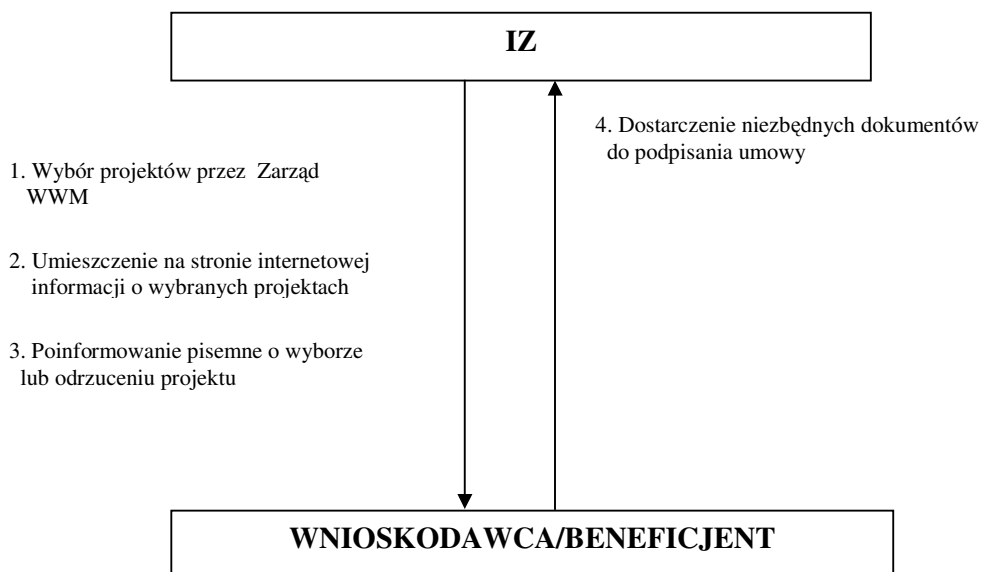 IZ
1. Wybór projektów przez Zarząd
WWM
2. Umieszczenie na stronie internetowej
informacji o wybranych projektach
3. Poinformowanie pisemne o wyborze
lub odrzuceniu projektu
4. Dostarczenie niezbędnych dokumentów
do podpisania umowy
WNIOSKODAWCA/BENEFICJENT